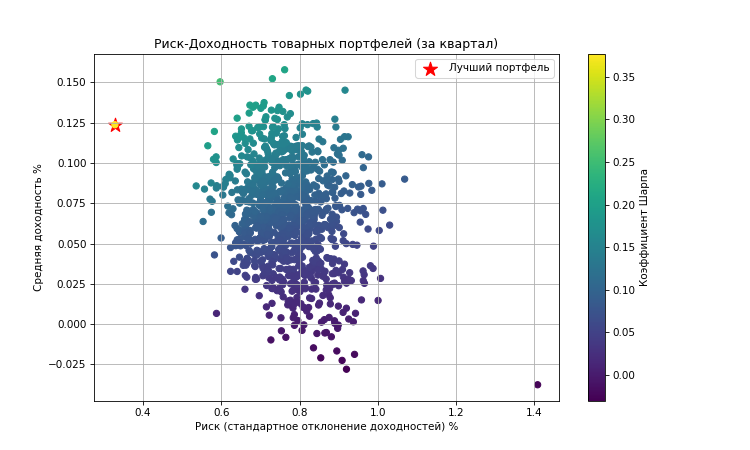 Риск-Доходность товарных портфелей (за квартал)
Лучший портфель
0.150
0.125
0.100
0.075
0.050
0.025
0.000
−0.025
Средняя доходность %
0.4 0.6 0.8 1.0 1.2 1.4
Риск (стандартное отклонение доходностей) %
0.35
0.30
0.25
0.20
0.15
0.10
0.05
0.00
Коэффициент Шарпа